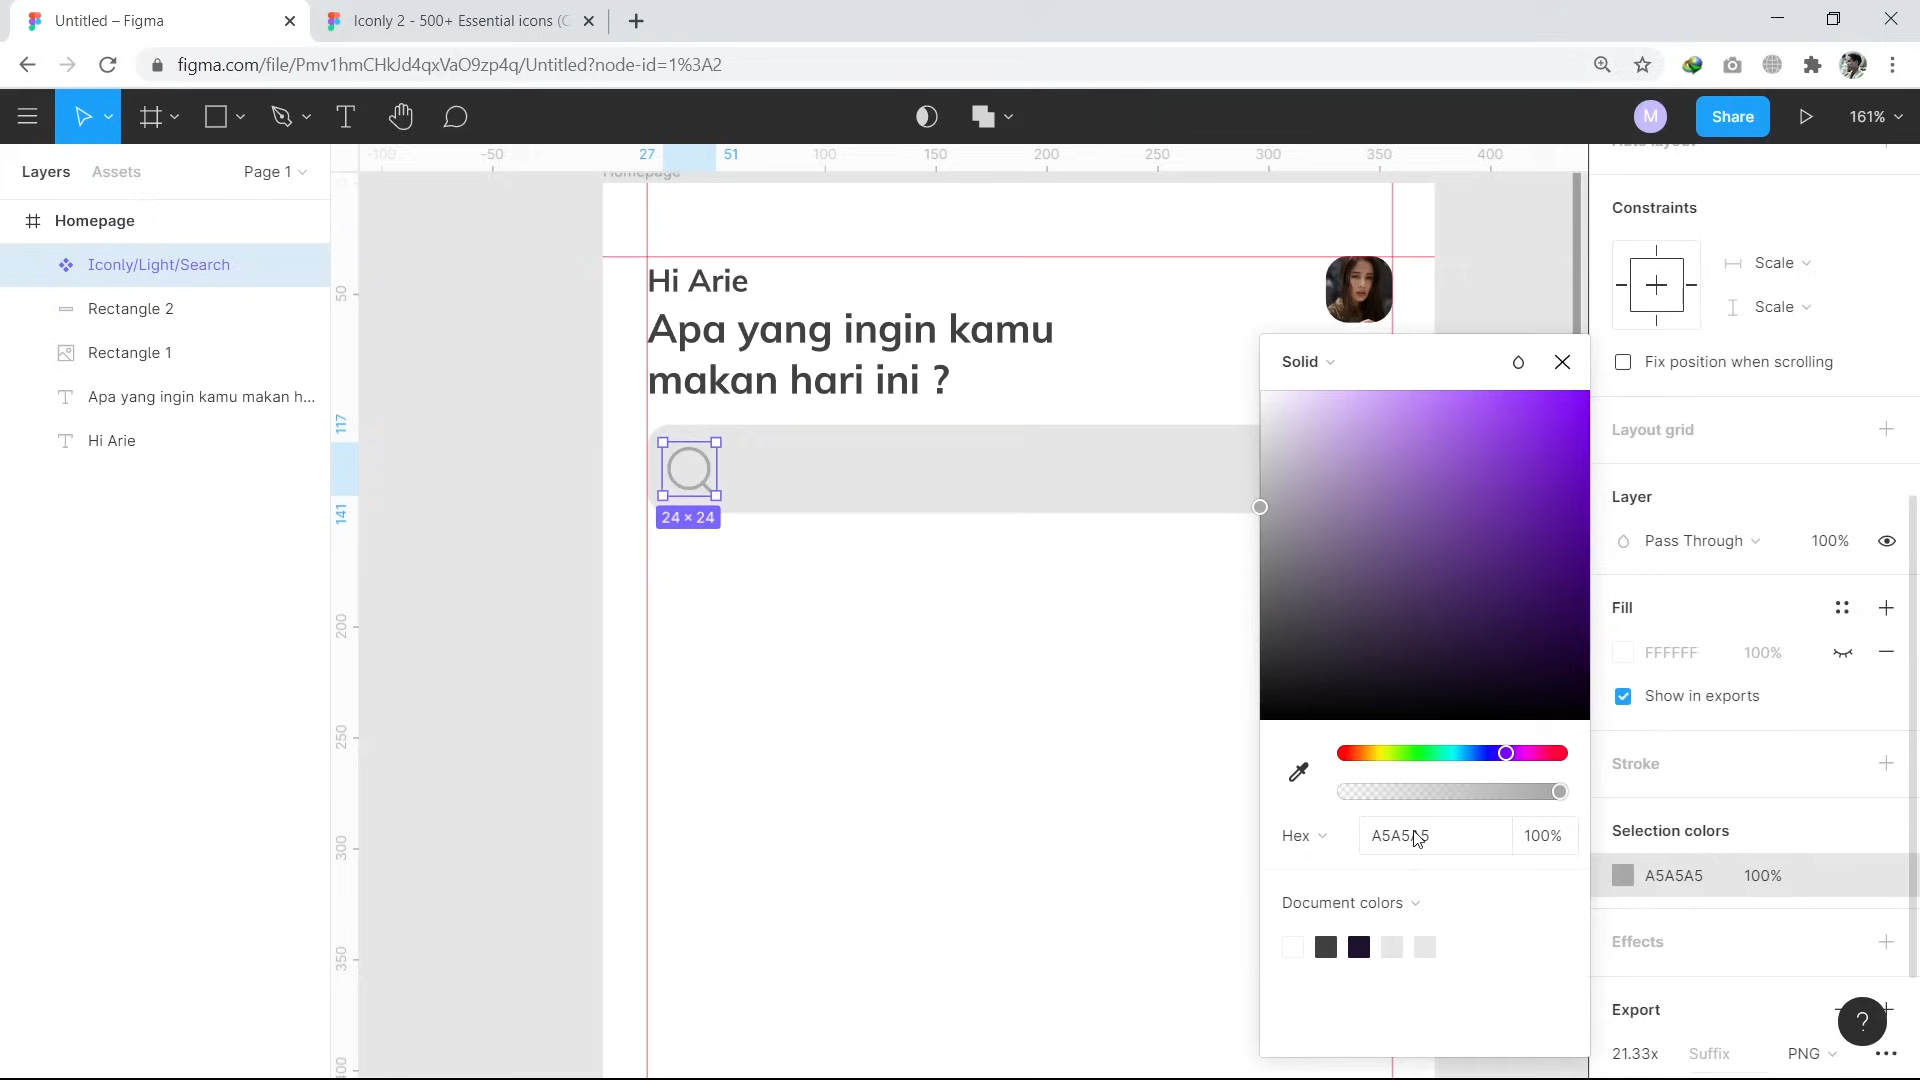 Untitled – Figma
Iconly 2 - 500+ Essential icons (C
figma.com/file/Pmv1hmCHkJd4qxVaO9zp4q/Untitled?node-id=1%3A2
M
Share
161%
Layers
Assets
Page 1
-100
-50
27
51
100
150
200
250
300
350
400
Homepage
Homepage
Iconly/Light/Search
Rectangle 2
Rectangle 1
Apa yang ingin kamu makan h...
Hi Arie
50
117
141
200
250
300
350
400
Hi Arie
Apa yang ingin kamu
makan hari ini ?
24 × 24
Solid
Hex
A5A5A5
100%
Document colors
Auto layout
Constraints
Scale
Scale
Fix position when scrolling
Layout grid
Layer
Pass Through
100%
Fill
FFFFFF
100%
Show in exports
Stroke
Selection colors
A5A5A5
100%
Effects
Export
?
21.33x
Suffix
PNG